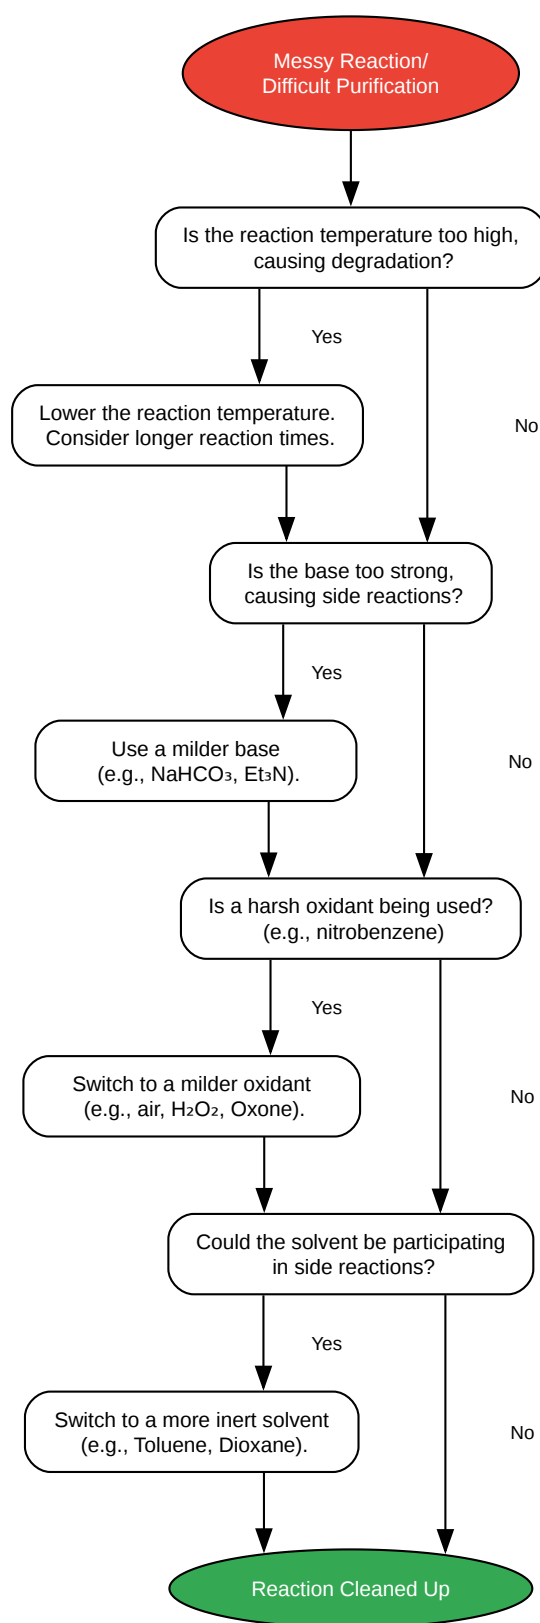 Messy Reaction/
Difficult Purification
Is the reaction temperature too high,
causing degradation?
Yes
Lower the reaction temperature.
Consider longer reaction times.
No
Is the base too strong,
causing side reactions?
Yes
Use a milder base
(e.g., NaHCO₃, Et₃N).
No
Is a harsh oxidant being used?
(e.g., nitrobenzene)
Yes
Switch to a milder oxidant
(e.g., air, H₂O₂, Oxone).
No
Could the solvent be participating
in side reactions?
Yes
Switch to a more inert solvent
(e.g., Toluene, Dioxane).
No
Reaction Cleaned Up